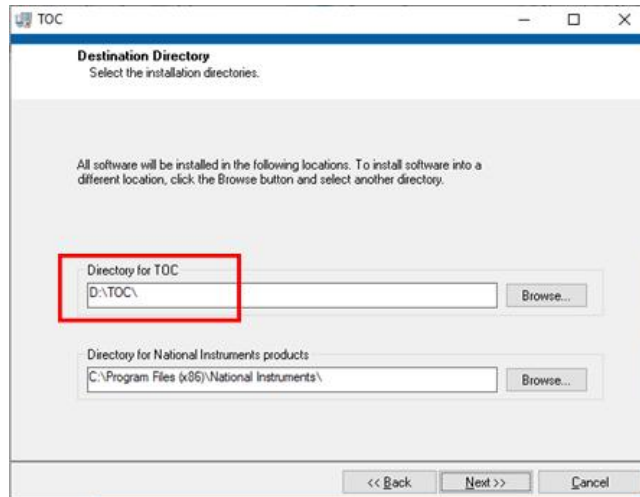 TOC
Destination Directory
Select the installation directories.
All software will be installed in the following locations. To install software into a
different location, click the Browse button and select another directory.
Directory for TOC
D:\TOC\
Browse...
Directory for National Instruments products
C:\Program Files (x86)\National Instruments\
Browse...
<< Back Next >> Cancel